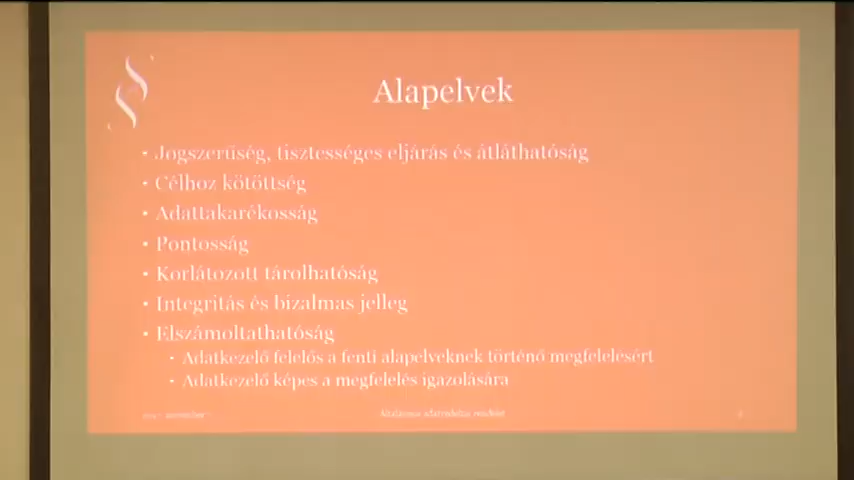 Alapelvek
• Jogszerűség, tisztességes eljárás és átláthatóság
• Célhoz kötöttség
• Adattakarékosság
• Pontosság
• Korlátozott tárolhatóság
• Integritás és bizalmas jelleg
• Elszámoltathatóság
• Adatkezelő felelős a fenti alapelveknek történő megfelelésért
• Adatkezelő képes a megfelelés igazolására
Általános adatvédelmi rendelet